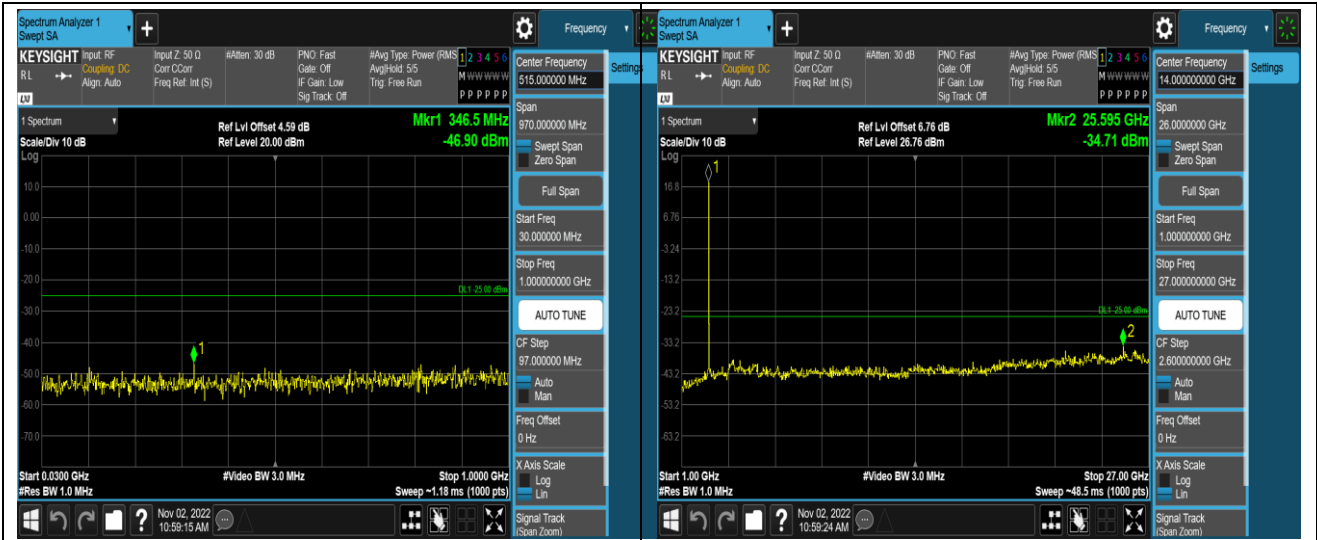 Spectrum Analyzer 1
Swept SA
Frequency
KEYSIGHT
Input: RF
Coupling: DC
Align: Auto
Input Z: 50 Ω
Corr CCorr
Freq Ref: Int (S)
#Atten: 30 dB
PNO: Fast
Gate: Off
IF Gain: Low
Sig Track: Off
#Avg Type: Power (RMS
Avg|Hold: 5/5
Trig: Free Run
1 2 3 4 5 6
M W W W W W
P P P P P P
RL
LXI
Center Frequency
515.000000 MHz
Settings
1 Spectrum
Scale/Div 10 dB
Log
Ref Lvl Offset 4.59 dB
Ref Level 20.00 dBm
Mkr1 346.5 MHz
-46.90 dBm
10.0
0.00
-10.0
-20.0
-30.0
-40.0
-50.0
-60.0
-70.0
DL1 -25.00 dBm
1
Span
970.000000 MHz
Swept Span
Zero Span
Full Span
Start Freq
30.000000 MHz
Stop Freq
1.000000000 GHz
AUTO TUNE
CF Step
97.000000 MHz
Auto
Man
Freq Offset
0 Hz
X Axis Scale
Log
Lin
Signal Track
(Span Zoom)
Start 0.0300 GHz
#Res BW 1.0 MHz
#Video BW 3.0 MHz
Stop 1.0000 GHz
Sweep ~1.18 ms (1000 pts)
Nov 02, 2022
10:59:15 AM
Spectrum Analyzer 1
Swept SA
Frequency
KEYSIGHT
Input: RF
Coupling: DC
Align: Auto
Input Z: 50 Ω
Corr CCorr
Freq Ref: Int (S)
#Atten: 30 dB
PNO: Fast
Gate: Off
IF Gain: Low
Sig Track: Off
#Avg Type: Power (RMS
Avg|Hold: 5/5
Trig: Free Run
1 2 3 4 5 6
M W W W W W
P P P P P P
RL
LXI
Center Frequency
14.000000000 GHz
Settings
1 Spectrum
Scale/Div 10 dB
Log
Ref Lvl Offset 6.76 dB
Ref Level 26.76 dBm
Mkr2 25.595 GHz
-34.71 dBm
16.8
6.76
-3.24
-13.2
-23.2
-33.2
-43.2
-53.2
-63.2
DL1 -25.00 dBm
1
2
Span
26.0000000 GHz
Swept Span
Zero Span
Full Span
Start Freq
1.000000000 GHz
Stop Freq
27.000000000 GHz
AUTO TUNE
CF Step
2.600000000 GHz
Auto
Man
Freq Offset
0 Hz
X Axis Scale
Log
Lin
Signal Track
(Span Zoom)
Start 1.00 GHz
#Res BW 1.0 MHz
#Video BW 3.0 MHz
Stop 27.00 GHz
Sweep ~48.5 ms (1000 pts)
Nov 02, 2022
10:59:24 AM